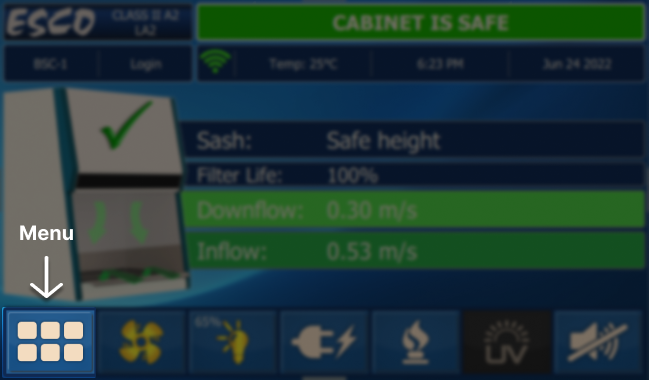 ESCO
CLASS II A2
LA2
CABINET IS SAFE
BSC-1
Login
Temp: 25°C
6:23 PM
Jun 24 2022
Sash: Safe height
Filter Life: 100%
Downflow: 0.30 m/s
Inflow: 0.53 m/s
Menu
65%
UV